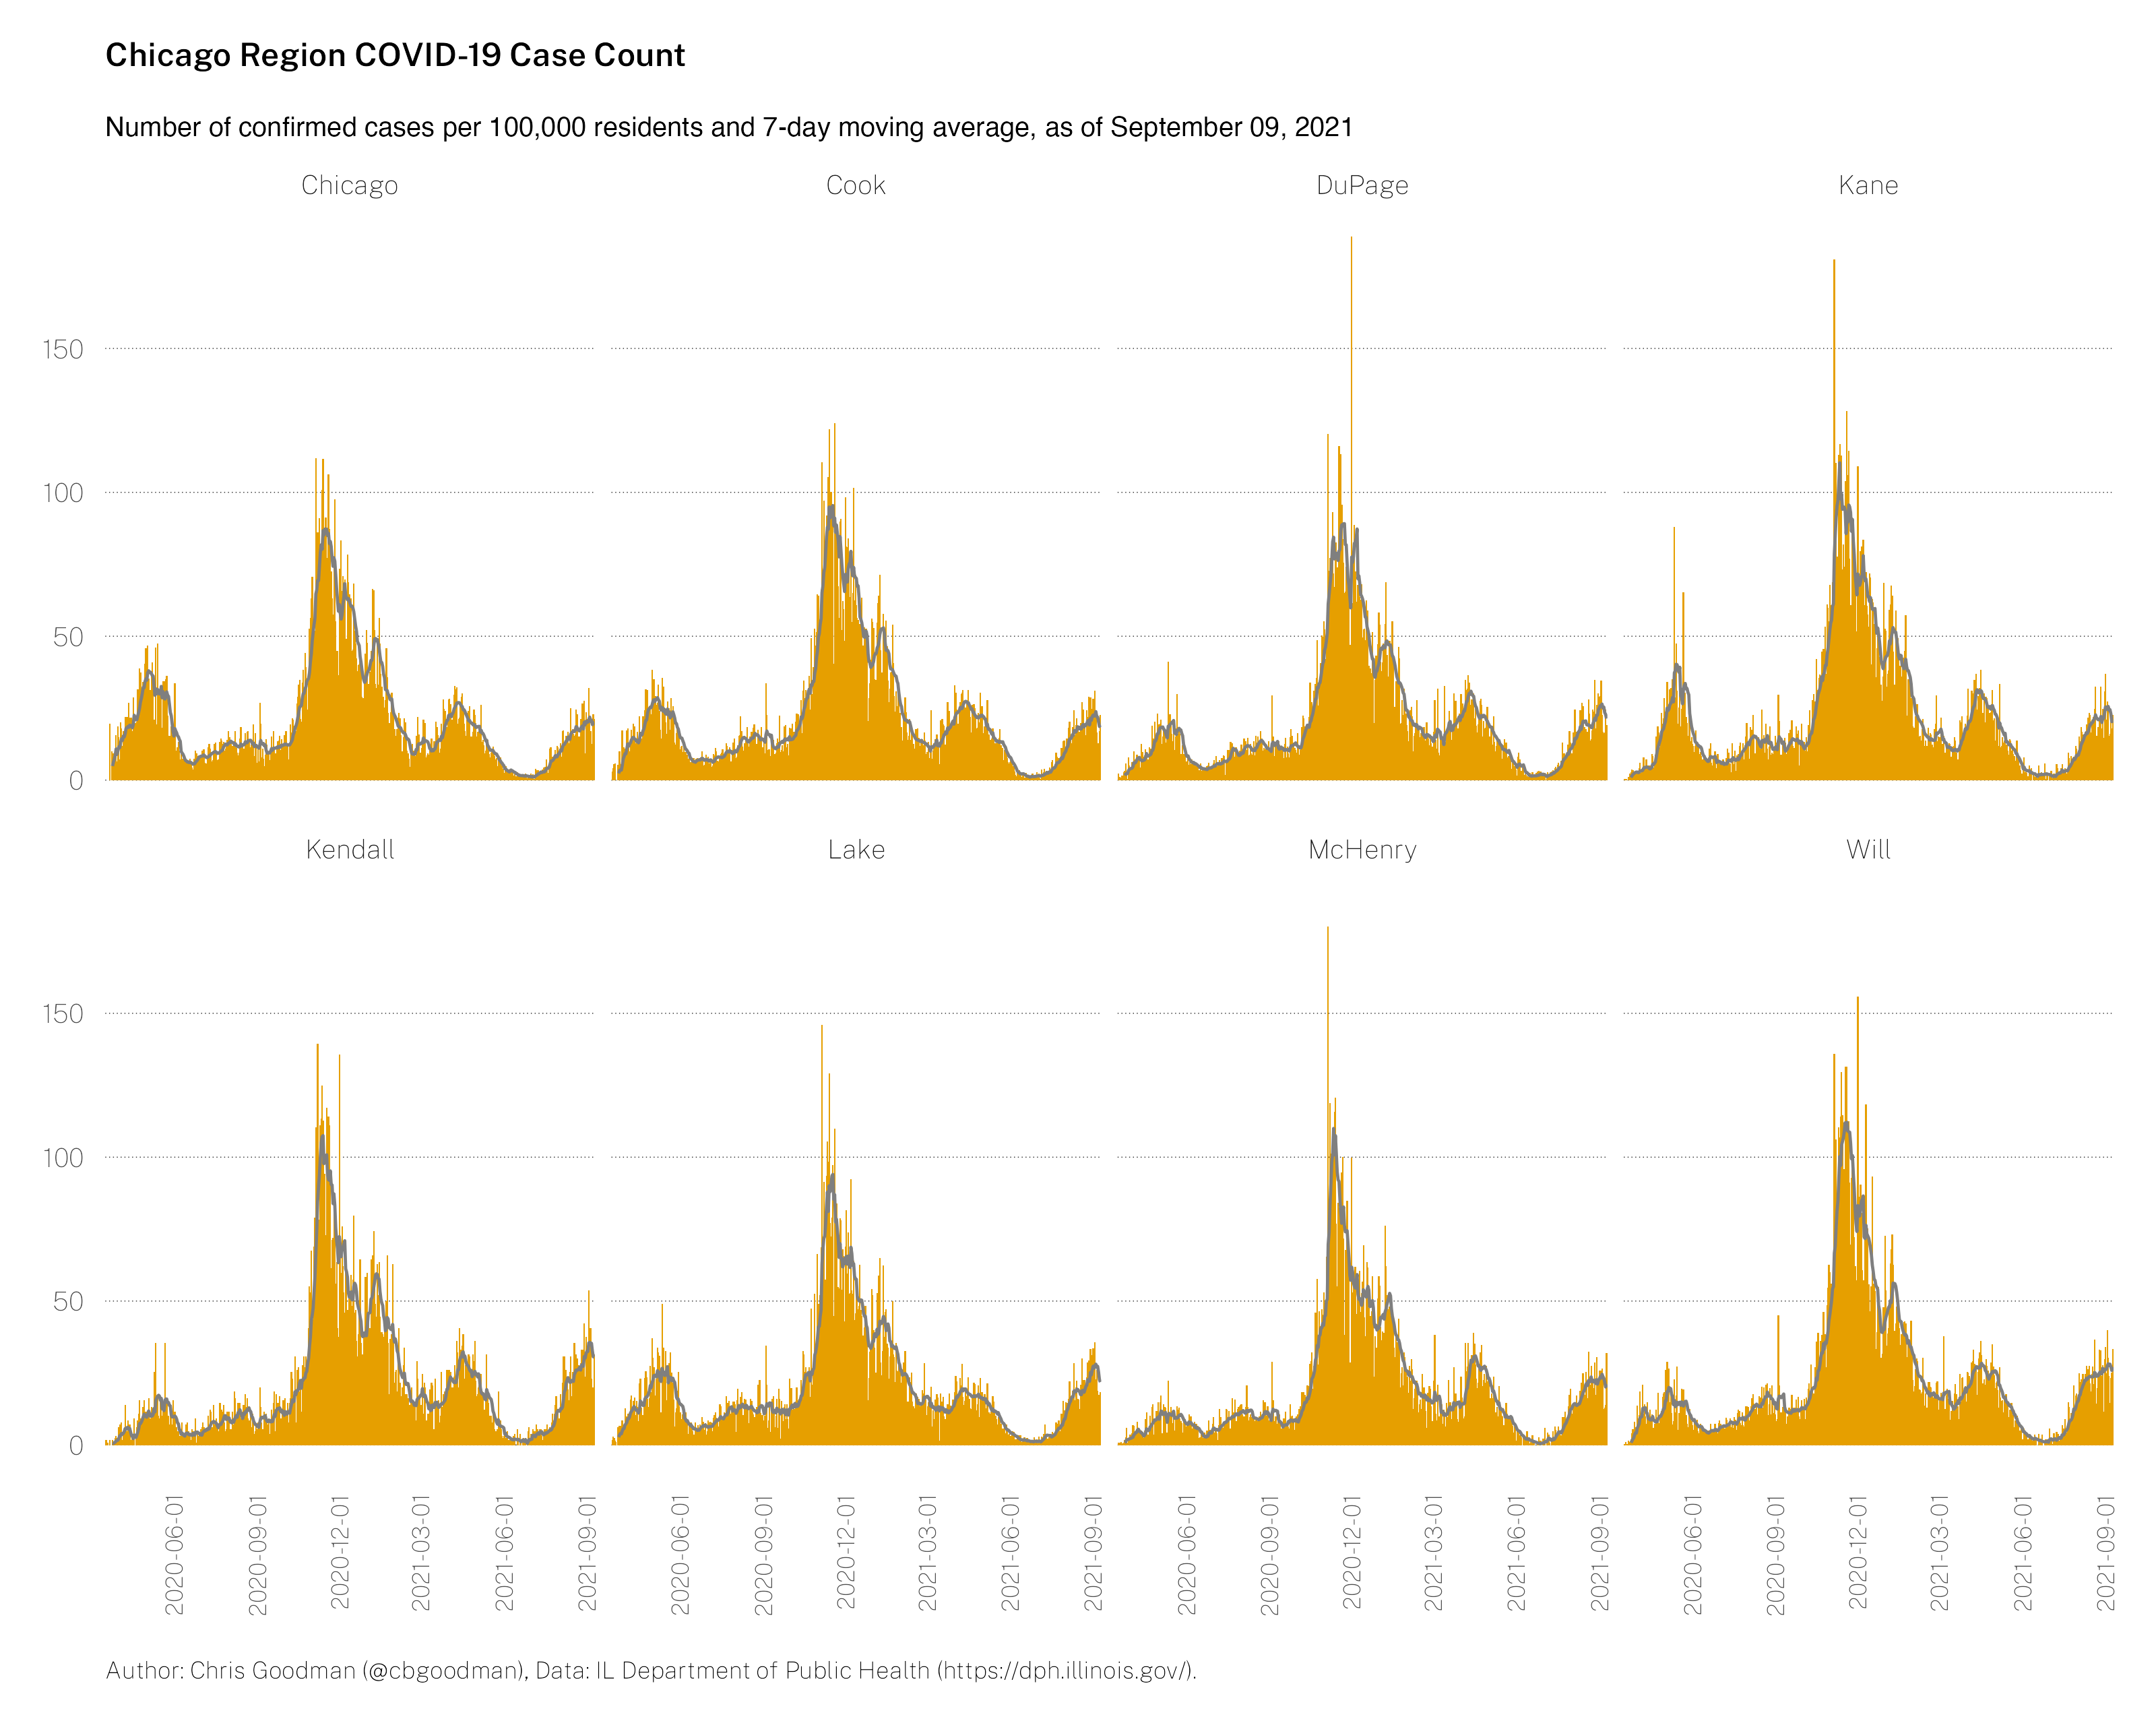 Chicago Region COVID-19 Case Count
Number of confirmed cases per 100,000 residents and 7-day moving average, as of September 09, 2021
Chicago Cook DuPage Kane
150
100
50
0
Kendall Lake McHenry Will
150
100
50
0
2020-06-01 2020-09-01 2020-12-01 2021-03-01 2021-06-01 2021-09-01 2020-06-01 2020-09-01 2020-12-01 2021-03-01 2021-06-01 2021-09-01 2020-06-01 2020-09-01 2020-12-01 2021-03-01 2021-06-01 2021-09-01 2020-06-01 2020-09-01 2020-12-01 2021-03-01 2021-06-01 2021-09-01
Author: Chris Goodman (@cbgoodman), Data: IL Department of Public Health (https://dph.illinois.gov/).